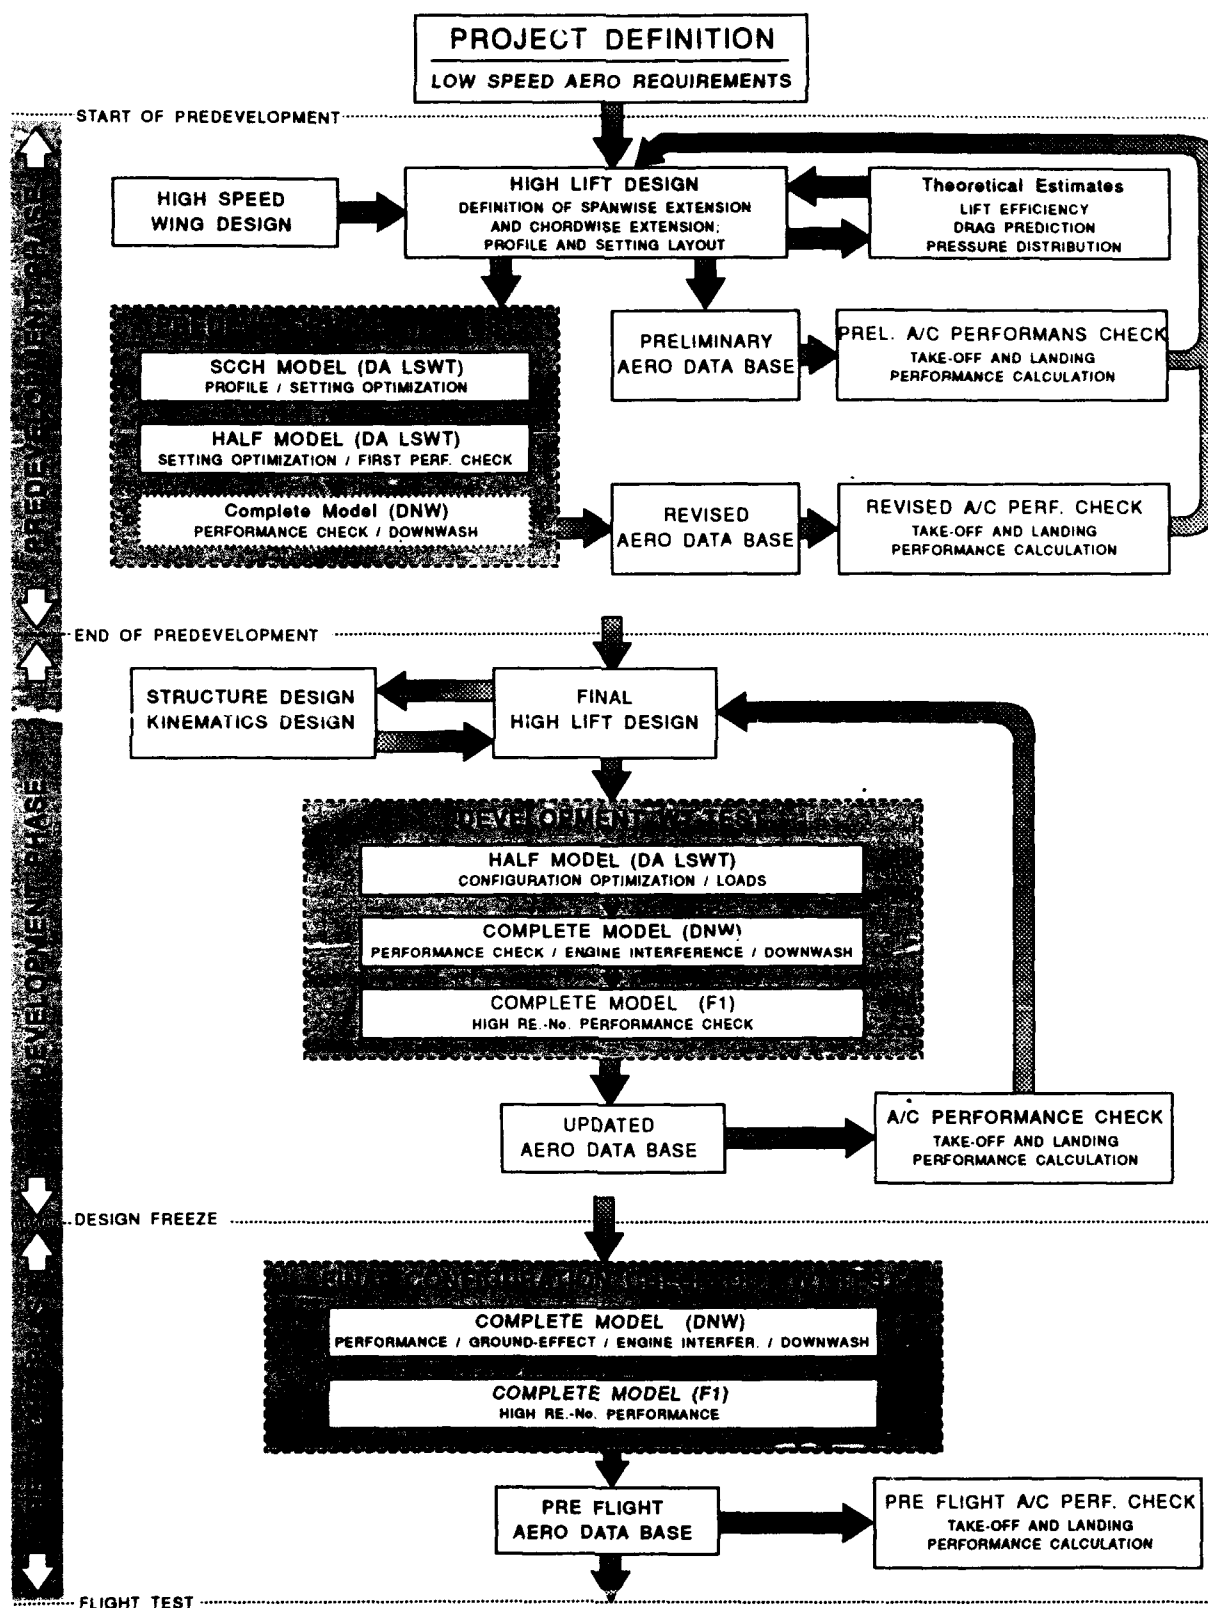 PROJECT DEFINITION
LOW SPEED AERO REQUIREMENTS
START OF PREDEVELOPMENT
HIGH SPEED
WING DESIGN
HIGH LIFT DESIGN
DEFINITION OF SPANWISE EXTENSION
AND CHORDWISE EXTENSION;
PROFILE AND SETTING LAYOUT
Theoretical Estimates
LIFT EFFICIENCY
DRAG PREDICTION
PRESSURE DISTRIBUTION
PREDEVELOPMENT PHASE
SCCH MODEL (DA LSWT)
PROFILE / SETTING OPTIMIZATION
HALF MODEL (DA LSWT)
SETTING OPTIMIZATION / FIRST PERF. CHECK
Complete Model (DNW)
PERFORMANCE CHECK / DOWNWASH
PRELIMINARY
AERO DATA BASE
PREL. A/C PERFORMANS CHECK
TAKE-OFF AND LANDING
PERFORMANCE CALCULATION
REVISED
AERO DATA BASE
REVISED A/C PERF. CHECK
TAKE-OFF AND LANDING
PERFORMANCE CALCULATION
END OF PREDEVELOPMENT
STRUCTURE DESIGN
KINEMATICS DESIGN
FINAL
HIGH LIFT DESIGN
DEVELOPMENT PHASE
DEVELOPMENT WT TEST
HALF MODEL (DA LSWT)
CONFIGURATION OPTIMIZATION / LOADS
COMPLETE MODEL (DNW)
PERFORMANCE CHECK / ENGINE INTERFERENCE / DOWNWASH
COMPLETE MODEL (F1)
HIGH RE.-No. PERFORMANCE CHECK
UPDATED
AERO DATA BASE
A/C PERFORMANCE CHECK
TAKE-OFF AND LANDING
PERFORMANCE CALCULATION
DESIGN FREEZE
CONFIGURATION
COMPLETE MODEL (DNW)
PERFORMANCE / GROUND-EFFECT / ENGINE INTERFER. / DOWNWASH
COMPLETE MODEL (F1)
HIGH RE.-No. PERFORMANCE
PRE FLIGHT
AERO DATA BASE
PRE FLIGHT A/C PERF. CHECK
TAKE-OFF AND LANDING
PERFORMANCE CALCULATION
FLIGHT TEST